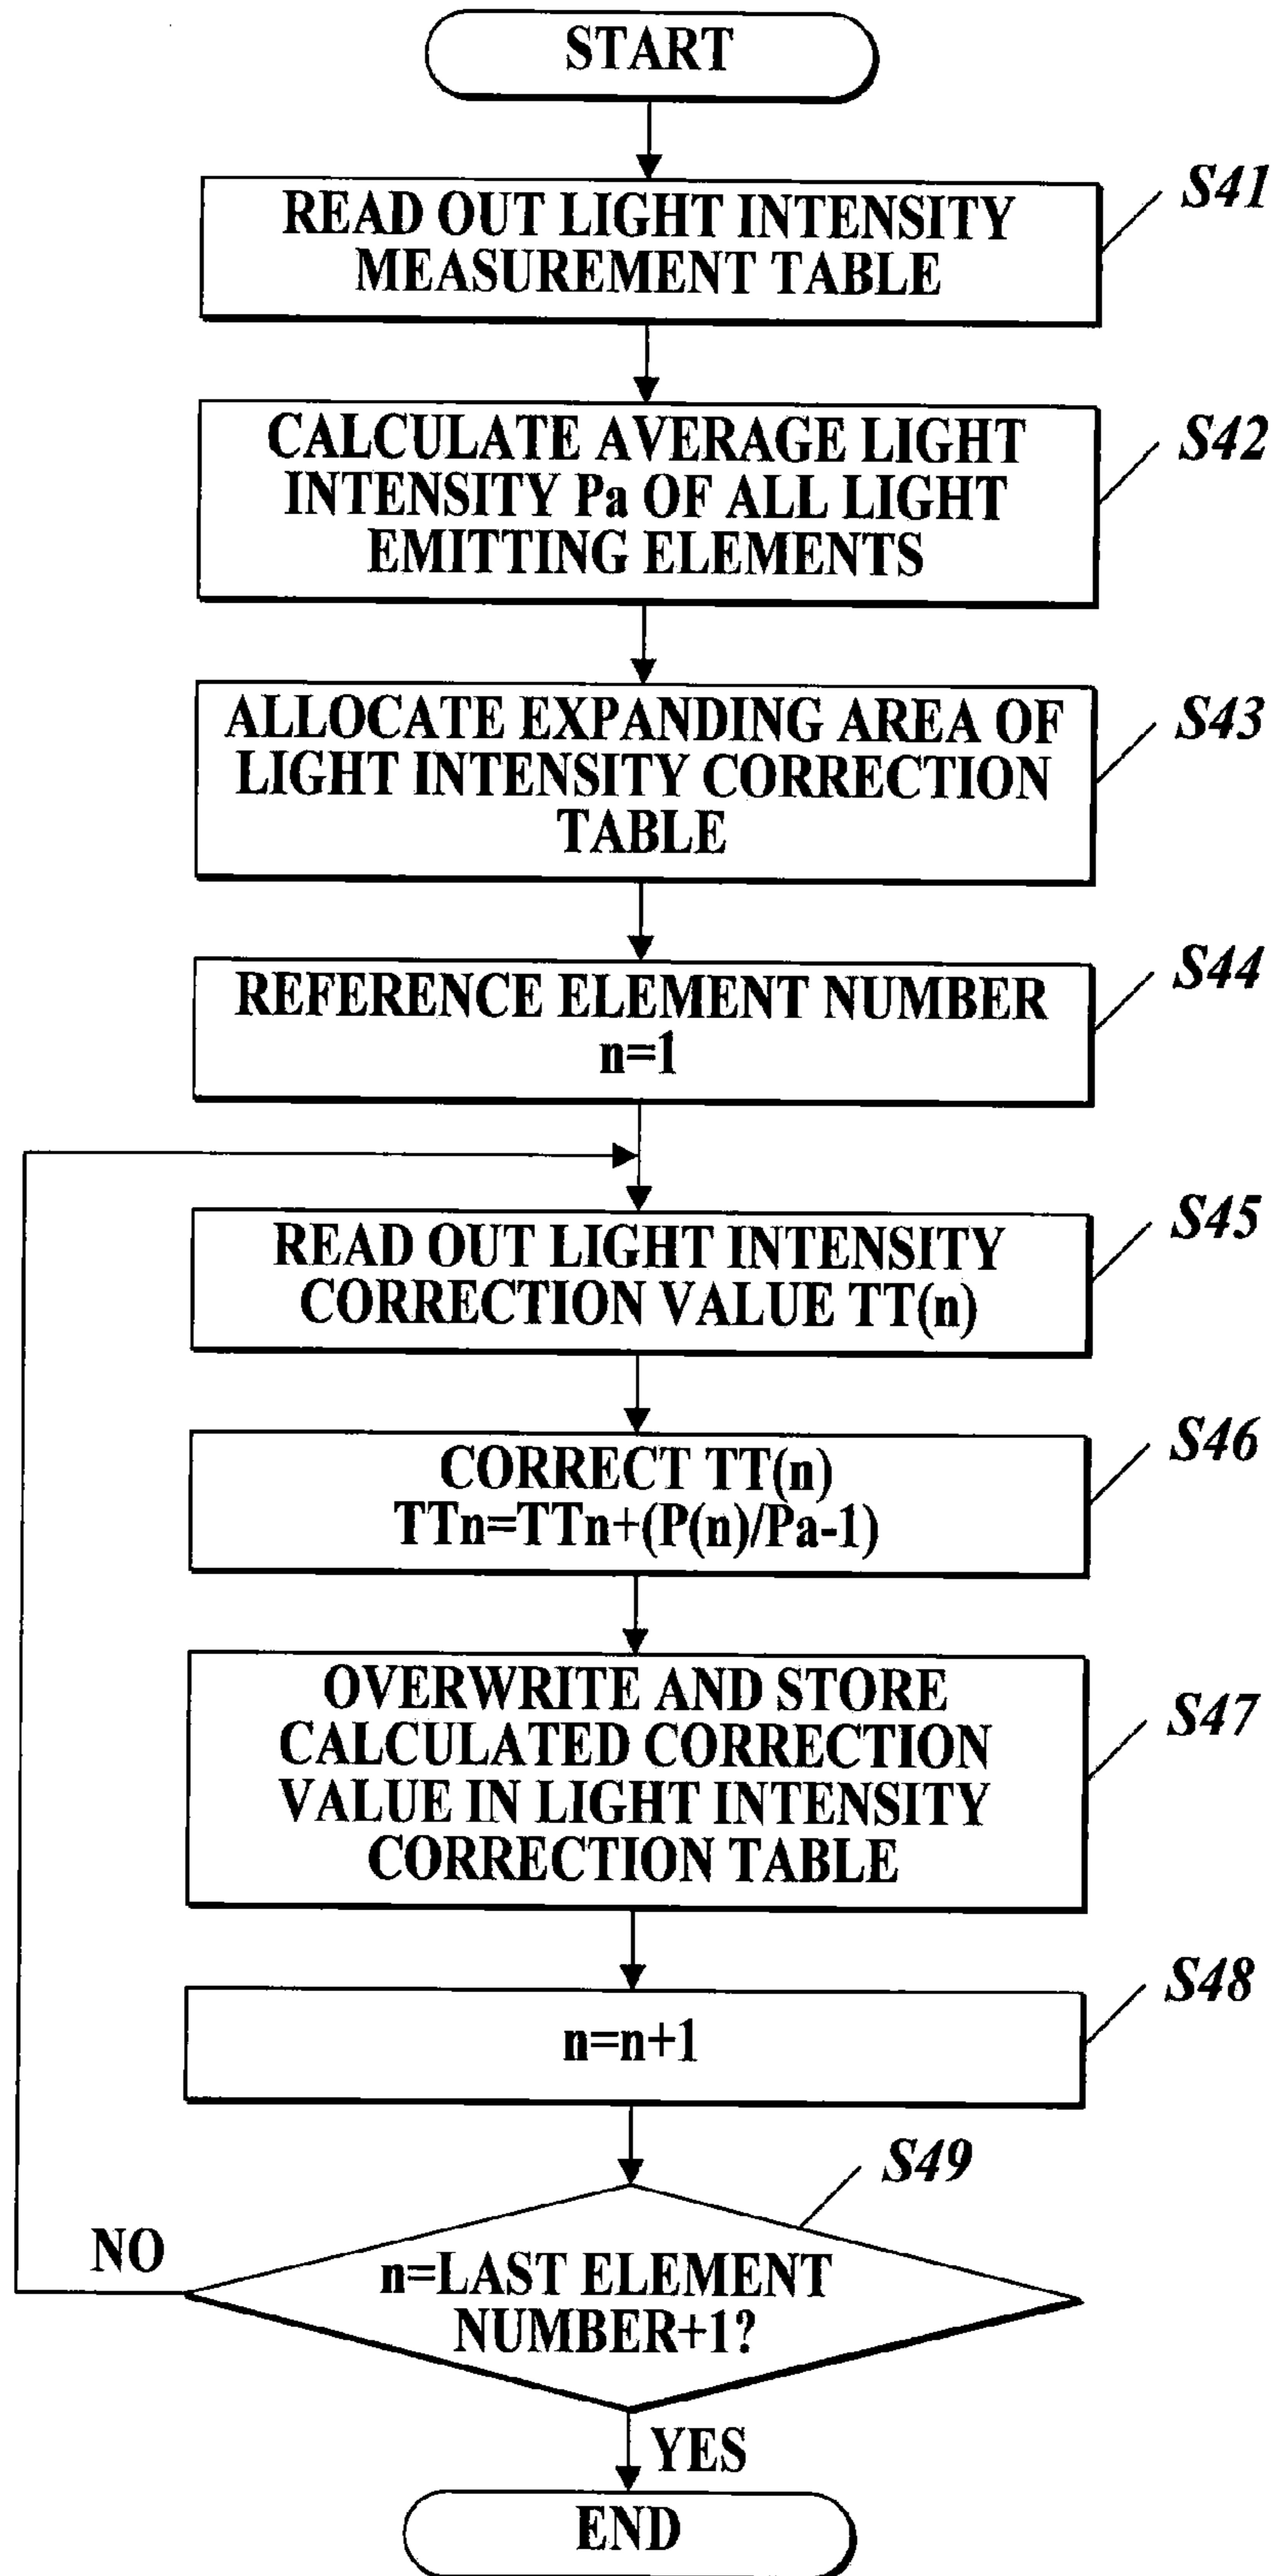 START
S41
READ OUT LIGHT INTENSITY
MEASUREMENT TABLE
S42
CALCULATE AVERAGE LIGHT
INTENSITY Pa OF ALL LIGHT
EMITTING ELEMENTS
S43
ALLOCATE EXPANDING AREA OF
LIGHT INTENSITY CORRECTION
TABLE
S44
REFERENCE ELEMENT NUMBER
n=1
S45
READ OUT LIGHT INTENSITY
CORRECTION VALUE TT(n)
S46
CORRECT TT(n)
TTn=TTn+(P(n)/Pa-1)
S47
OVERWRITE AND STORE
CALCULATED CORRECTION
VALUE IN LIGHT INTENSITY
CORRECTION TABLE
S48
n=n+1
S49
NO
n=LAST ELEMENT
NUMBER+1?
YES
END